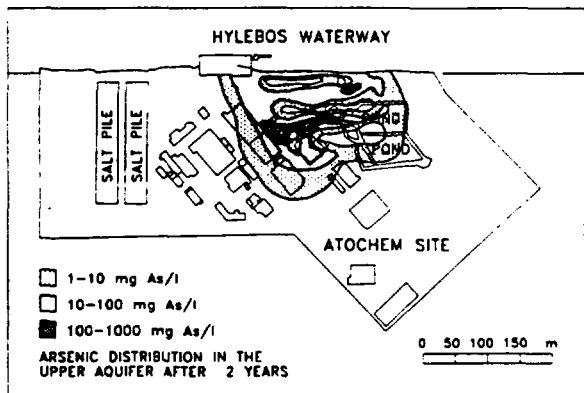 HYLEBOS WATERWAY
SALT PILE
SALT PILE
POND
POND
ATOCHEM SITE
1-10 mg As/l
10-100 mg As/l
100-1000 mg As/l
ARSENIC DISTRIBUTION IN THE
UPPER AQUIFER AFTER 2 YEARS
0 50 100 150 m